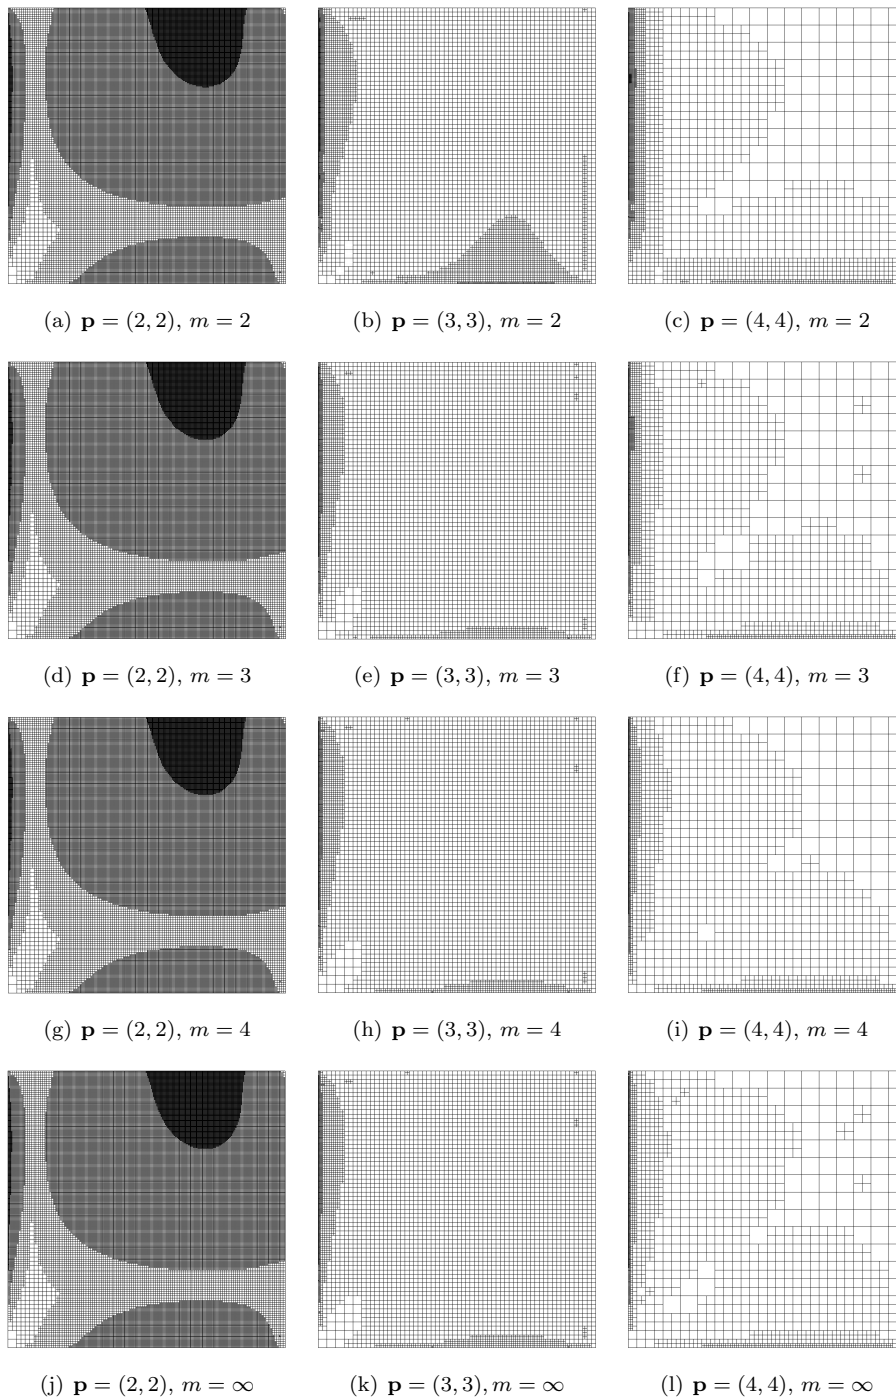 (a) p = (2, 2), m = 2 (b) p = (3, 3), m = 2 (c) p = (4, 4), m = 2
(d) p = (2, 2), m = 3 (e) p = (3, 3), m = 3 (f) p = (4, 4), m = 3
(g) p = (2, 2), m = 4 (h) p = (3, 3), m = 4 (i) p = (4, 4), m = 4
(j) p = (2, 2), m = ∞ (k) p = (3, 3), m = ∞ (l) p = (4, 4), m = ∞